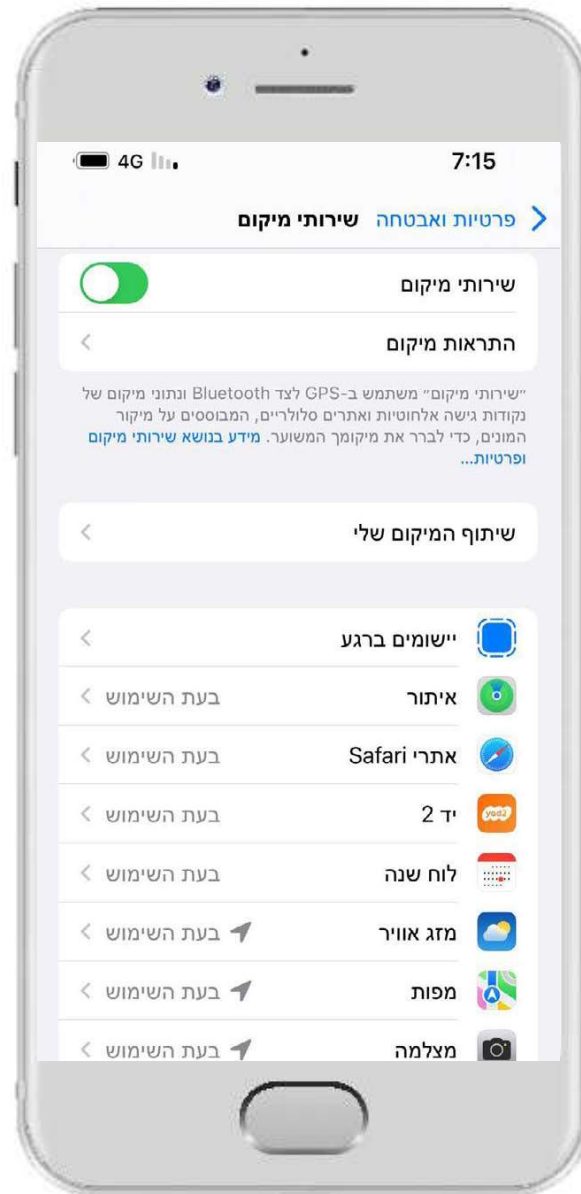 4G 7:15
פרטיות ואבטחה שירותי מיקום
שירותי מיקום
התראות מיקום
״שירותי מיקום״ משתמש ב-GPS לצד Bluetooth ונתוני מיקום של
נקודות גישה אלחוטיות ואתרים סלולריים, המבוססים על מיקור
המונים, כדי לברר את מיקומך המשוער. מידע בנושא שירותי מיקום
ופרטיות...
שיתוף המיקום שלי
יישומים ברגע
איתור בעת השימוש
אתרי Safari בעת השימוש
יד 2 בעת השימוש
לוח שנה בעת השימוש
מזג אוויר בעת השימוש
מפות בעת השימוש
מצלמה בעת השימוש